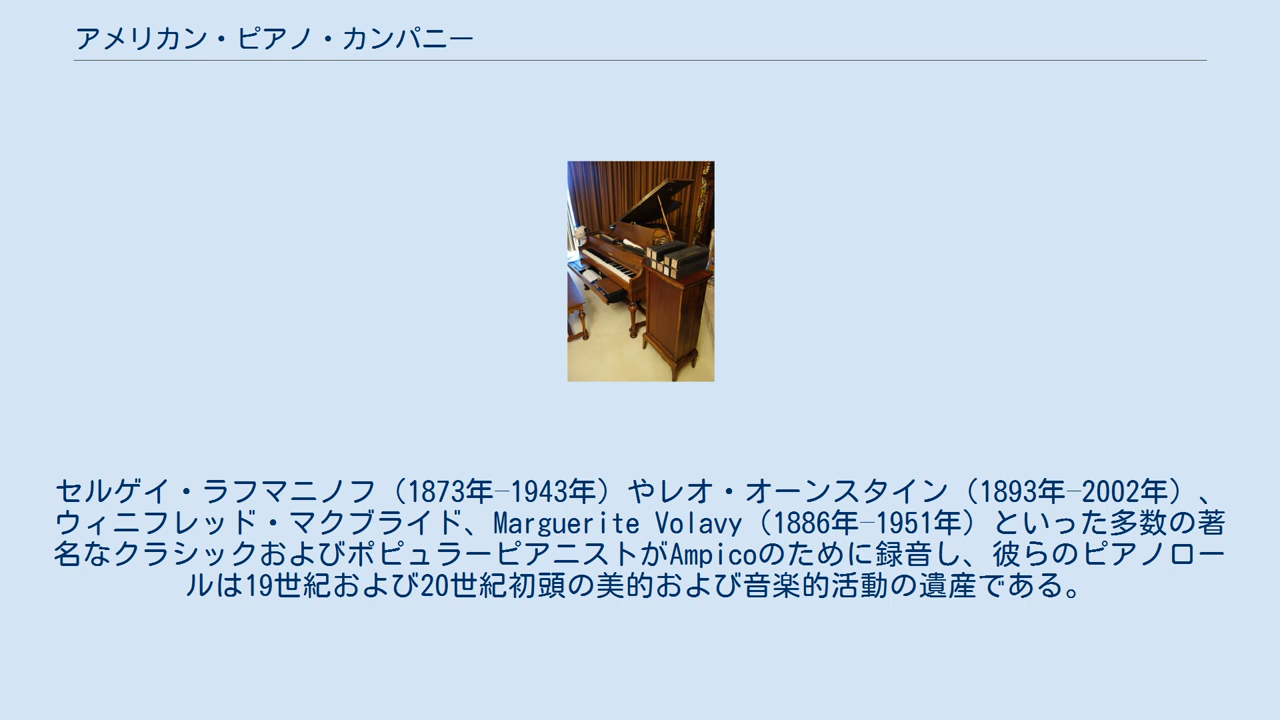 アメリカン・ピアノ・カンパニー
セルゲイ・ラフマニノフ（1873年–1943年）やレオ・オーンスタイン（1893年–2002年）、
ウィニフレッド・マクブライド、Marguerite Volavy（1886年–1951年）といった多数の著
名なクラシックおよびポピュラーピアニストがAmpicoのために録音し、彼らのピアノロー
ルは19世紀および20世紀初頭の美的および音楽的活動の遺産である。